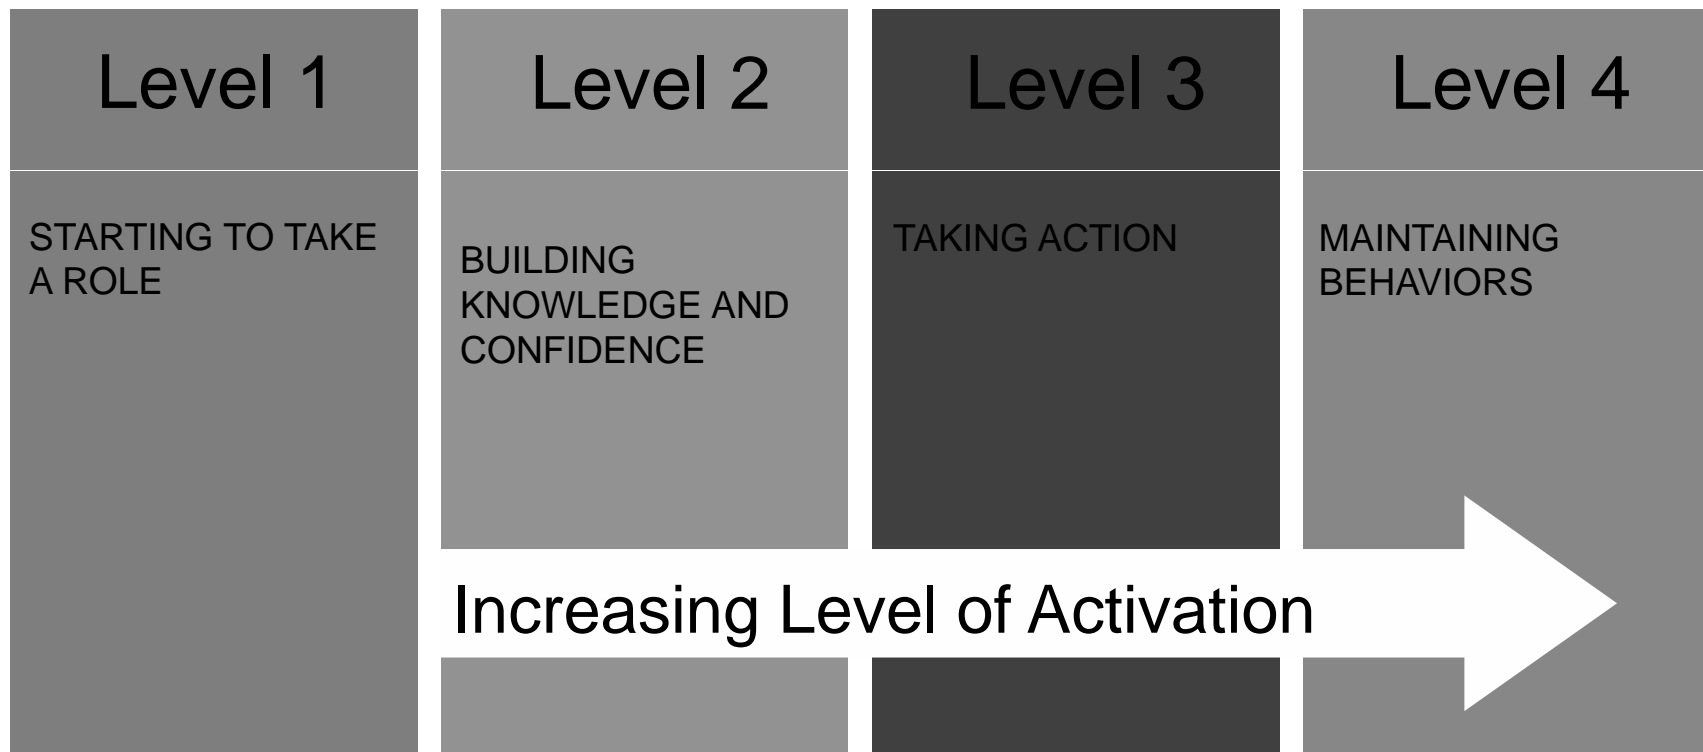 Level 1
STARTING TO TAKE
A ROLE
Level 2
BUILDING
KNOWLEDGE AND
CONFIDENCE
Level 3
TAKING ACTION
Level 4
MAINTAINING
BEHAVIORS
Increasing Level of Activation